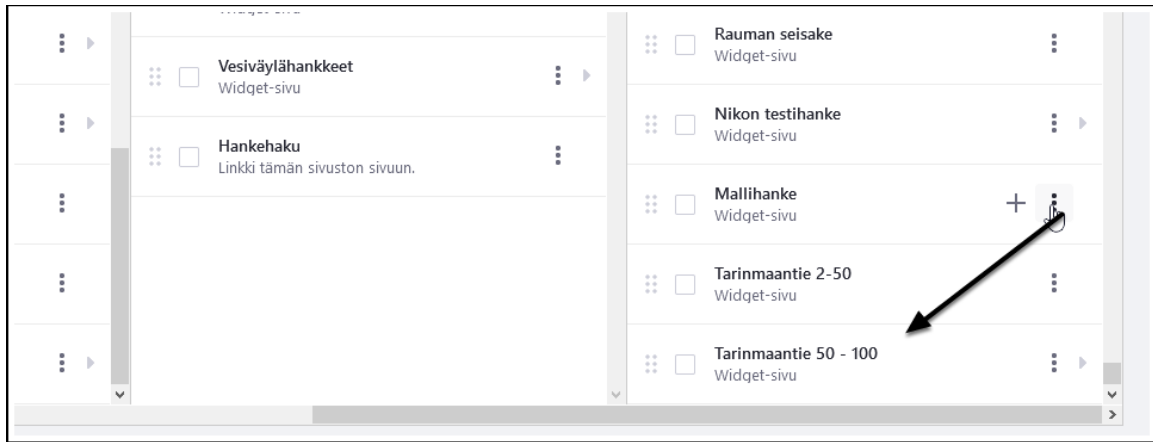 Vesiväylähankkeet
Widget-sivu
Hankehaku
Linkki tämän sivuston sivuun.
Rauman seisake
Widget-sivu
Nikon testihanke
Widget-sivu
Mallihanke
Widget-sivu
Tarinmaantie 2-50
Widget-sivu
Tarinmaantie 50 - 100
Widget-sivu